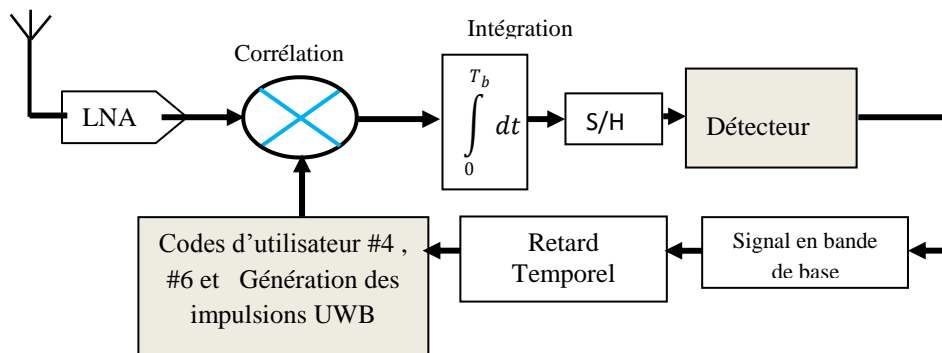 Intégration
Corrélation
LNA
T_b
∫ dt
0
S/H
Détecteur
Codes d'utilisateur #4 ,
#6 et Génération des
impulsions UWB
Retard
Temporel
Signal en bande
de base